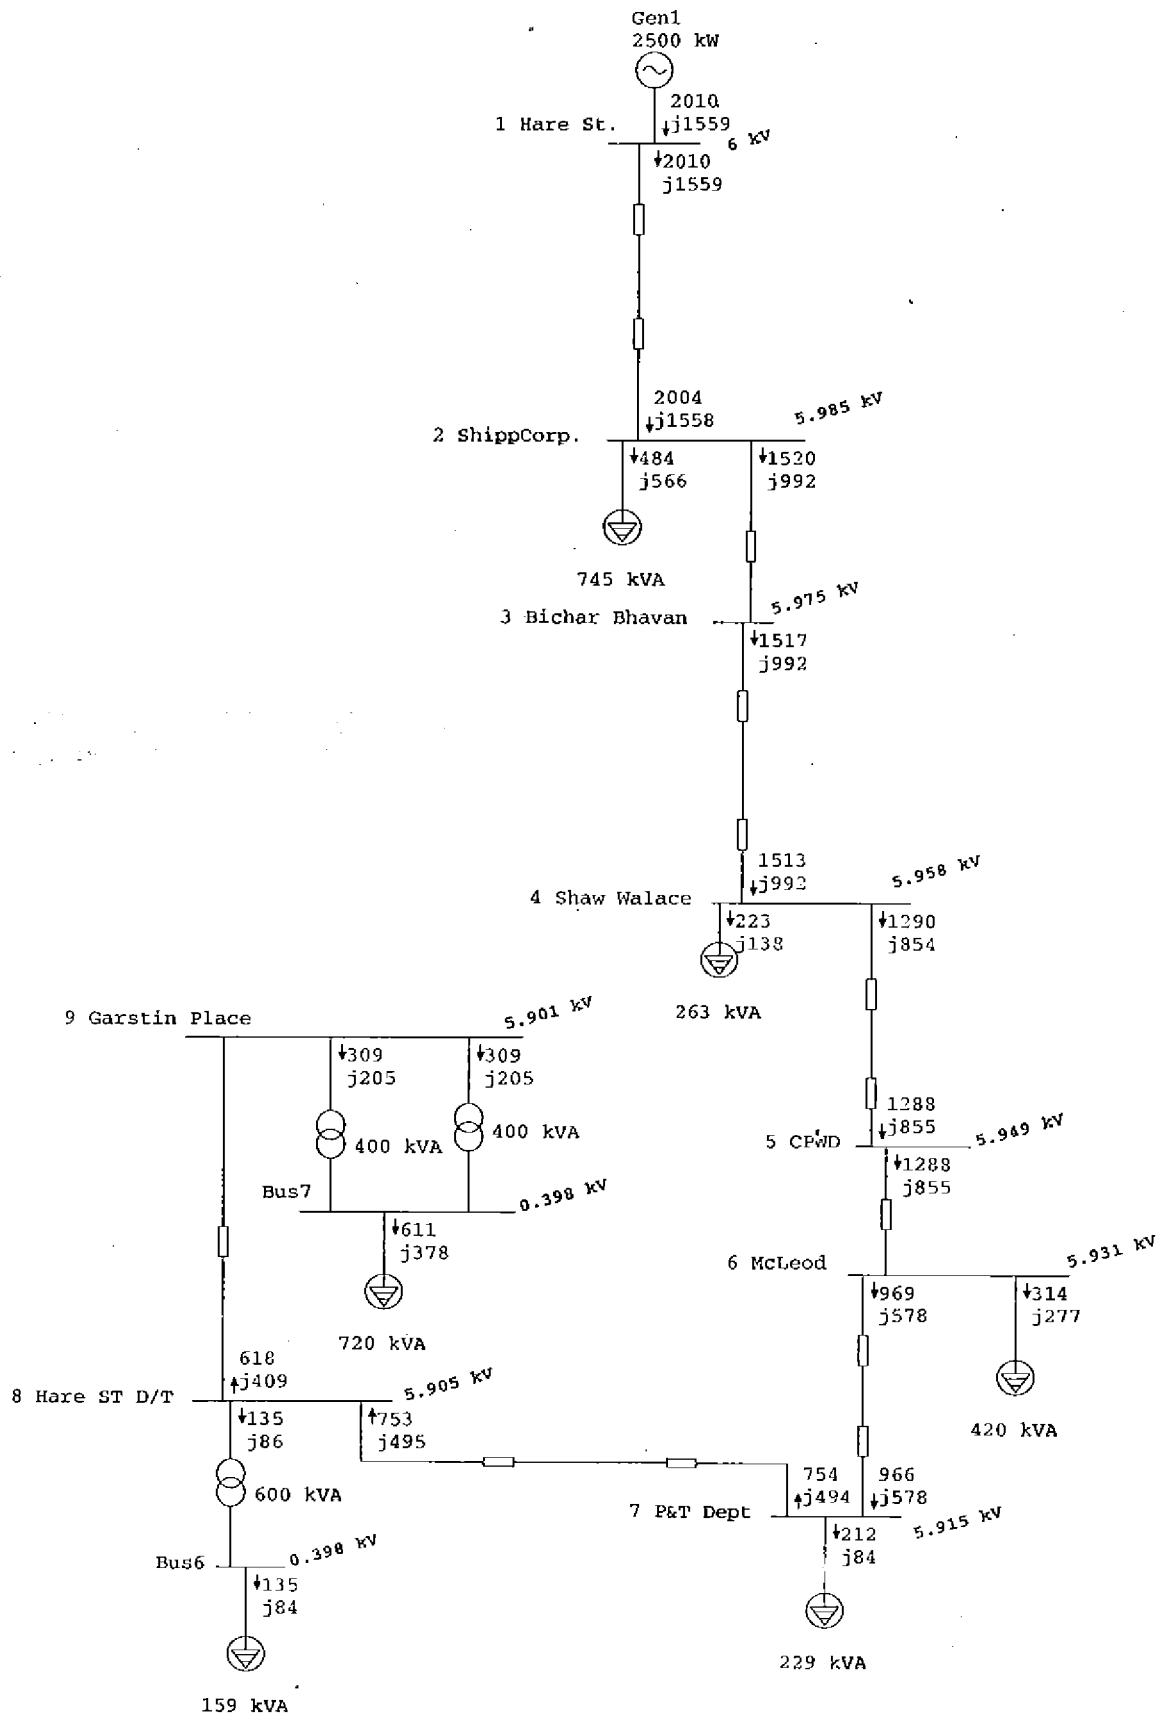 Gen1
2500 kW
2010
j1559
1 Hare St.
6 kV
2010
j1559
2004
j1558
5.985 kV
2 ShippCorp.
484
j566
1520
j992
745 kVA
5.975 kV
3 Bichar Bhavan
1517
j992
1513
j992
5.958 kV
4 Shaw Walace
223
j138
1290
j854
263 kVA
9 Garstin Place
5.901 kV
309
j205
309
j205
400 kVA
400 kVA
1288
j855
5 CPWD
5.949 kV
1288
j855
Bus7
0.398 kV
611
j378
6 McLeod
5.931 kV
969
j578
314
j277
720 kVA
618
j409
8 Hare ST D/T
5.905 kV
135
j86
753
j495
420 kVA
600 kVA
754
j494
966
j578
7 P&T Dept
5.915 kV
212
j84
Bus6
0.398 kV
135
j84
229 kVA
159 kVA